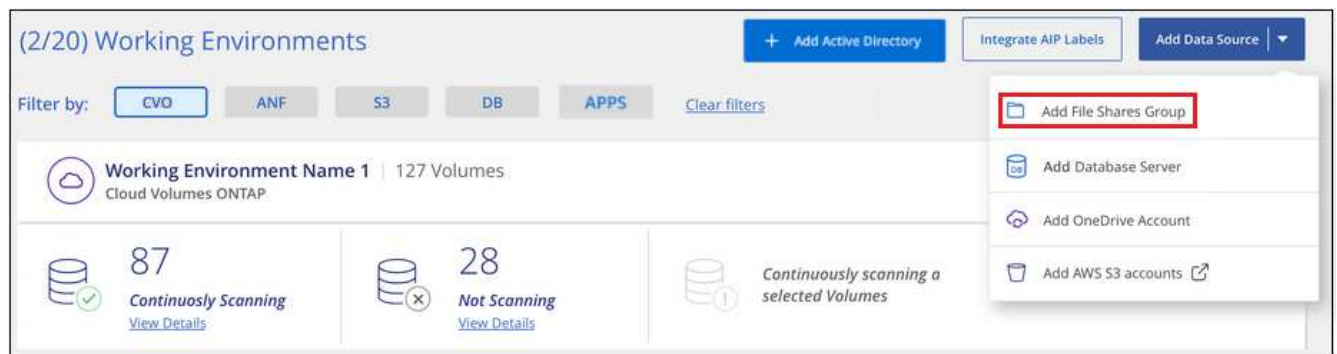 (2/20) Working Environments
+ Add Active Directory
Integrate AIP Labels
Add Data Source
Filter by:
CVO
ANF
S3
DB
APPS
Clear filters
Add File Shares Group
DB
Add Database Server
Add OneDrive Account
Add AWS S3 accounts
Working Environment Name 1 | 127 Volumes
Cloud Volumes ONTAP
87
Continuosly Scanning
View Details
28
Not Scanning
View Details
Continuously scanning a
selected Volumes